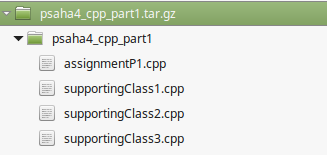 psaha4_cpp_part1.tar.gz
psaha4_cpp_part1
assignmentP1.cpp
supportingClass1.cpp
supportingClass2.cpp
supportingClass3.cpp